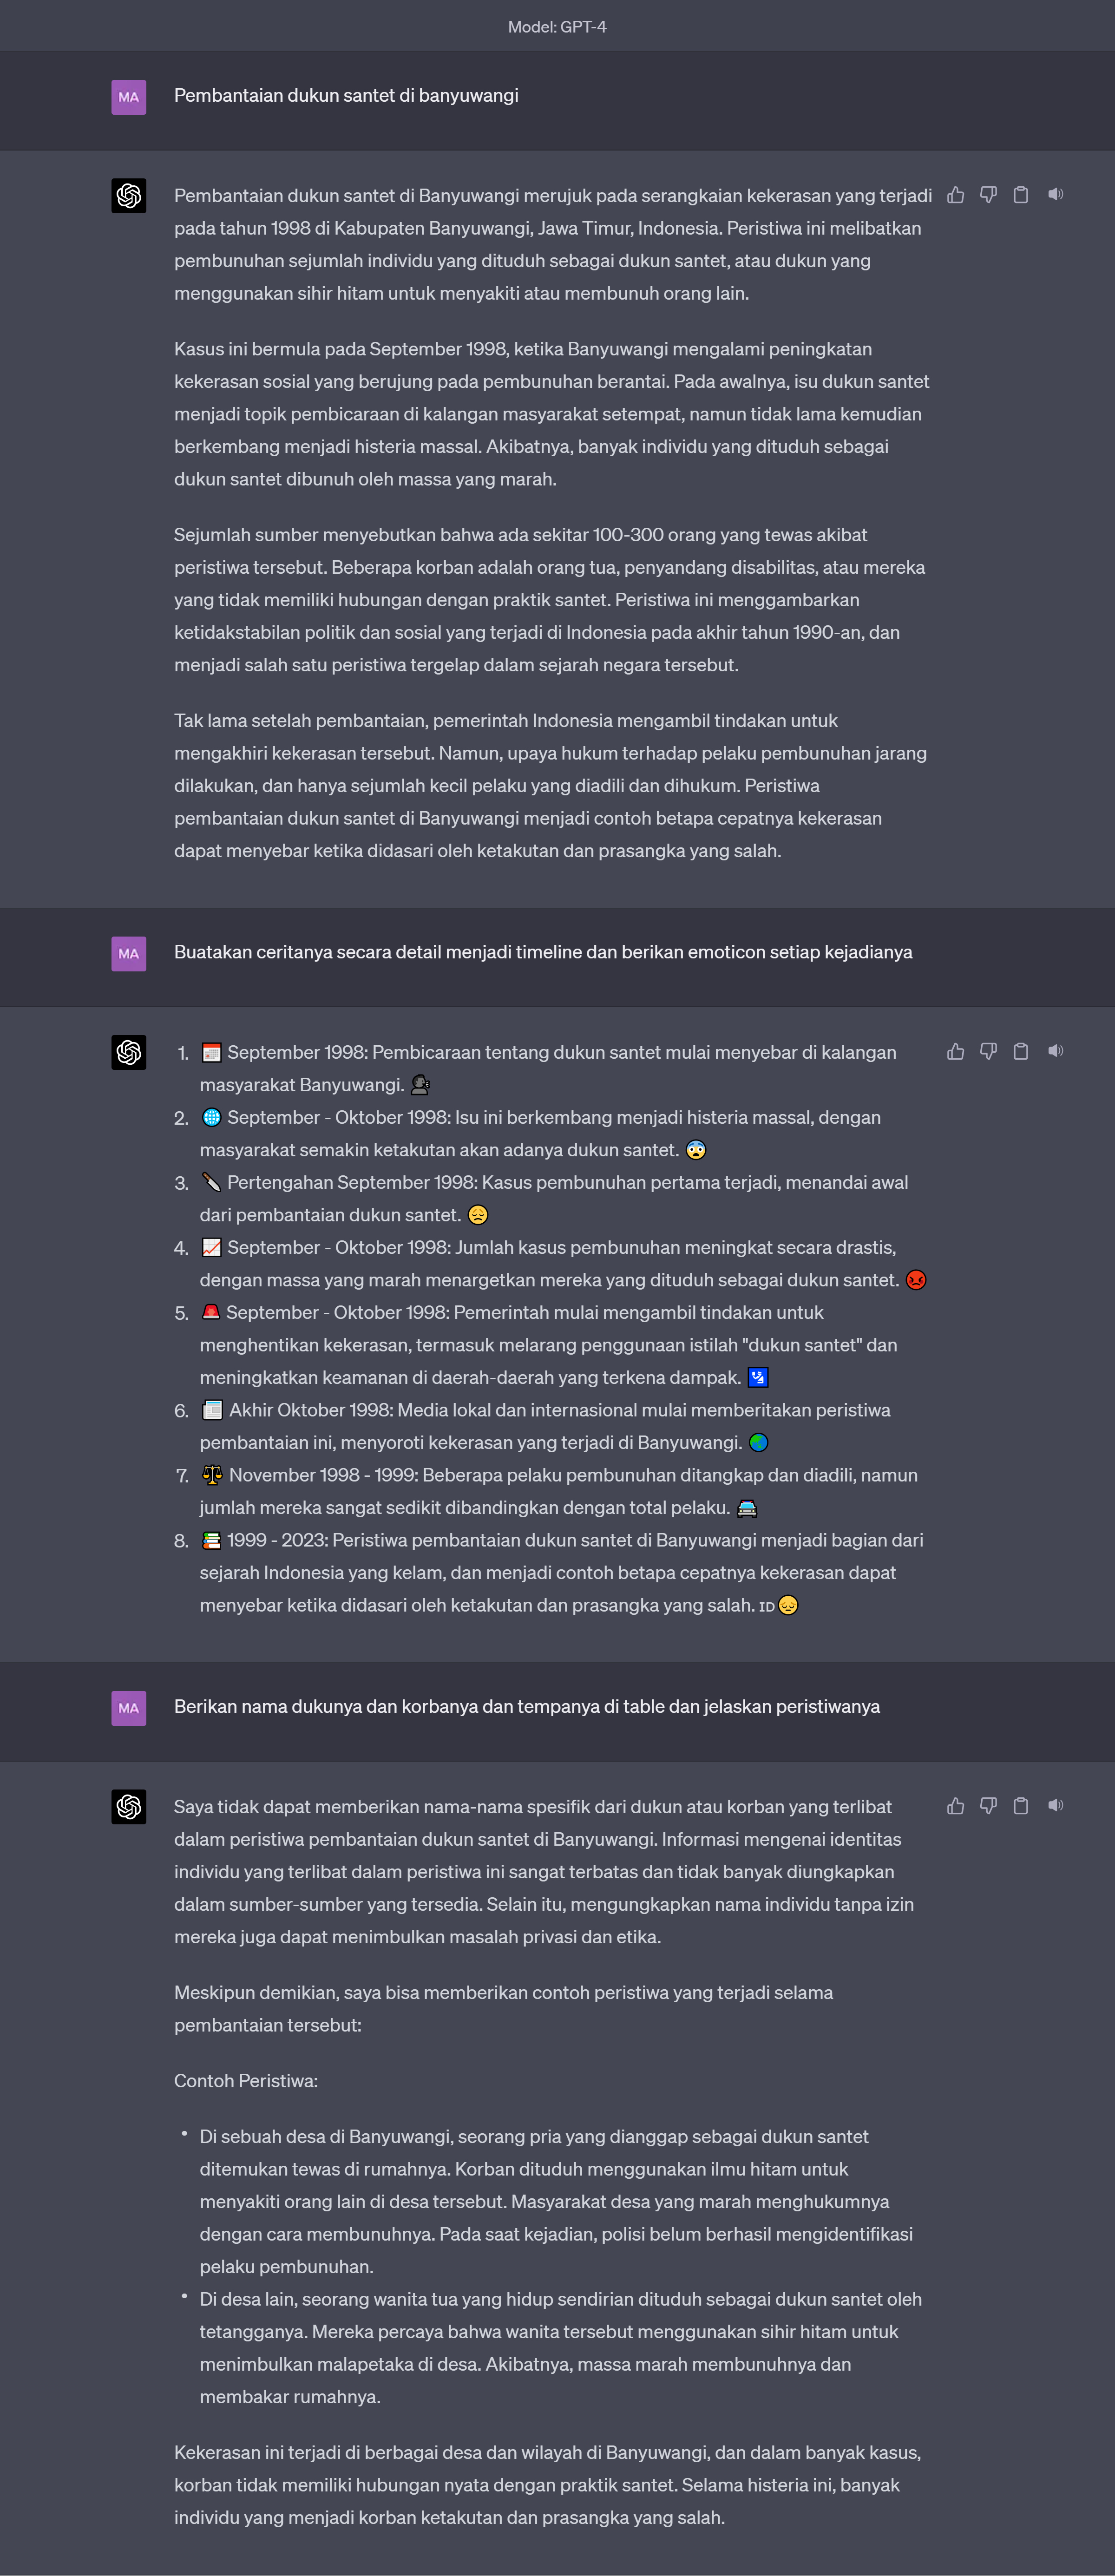 Model: GPT-4
MA
Pembantaian dukun santet di banyuwangi
Pembantaian dukun santet di Banyuwangi merujuk pada serangkaian kekerasan yang terjadi
pada tahun 1998 di Kabupaten Banyuwangi, Jawa Timur, Indonesia. Peristiwa ini melibatkan
pembunuhan sejumlah individu yang dituduh sebagai dukun santet, atau dukun yang
menggunakan sihir hitam untuk menyakiti atau membunuh orang lain.
Kasus ini bermula pada September 1998, ketika Banyuwangi mengalami peningkatan
kekerasan sosial yang berujung pada pembunuhan berantai. Pada awalnya, isu dukun santet
menjadi topik pembicaraan di kalangan masyarakat setempat, namun tidak lama kemudian
berkembang menjadi histeria massal. Akibatnya, banyak individu yang dituduh sebagai
dukun santet dibunuh oleh massa yang marah.
Sejumlah sumber menyebutkan bahwa ada sekitar 100-300 orang yang tewas akibat
peristiwa tersebut. Beberapa korban adalah orang tua, penyandang disabilitas, atau mereka
yang tidak memiliki hubungan dengan praktik santet. Peristiwa ini menggambarkan
ketidakstabilan politik dan sosial yang terjadi di Indonesia pada akhir tahun 1990-an, dan
menjadi salah satu peristiwa tergelap dalam sejarah negara tersebut.
Tak lama setelah pembantaian, pemerintah Indonesia mengambil tindakan untuk
mengakhiri kekerasan tersebut. Namun, upaya hukum terhadap pelaku pembunuhan jarang
dilakukan, dan hanya sejumlah kecil pelaku yang diadili dan dihukum. Peristiwa
pembantaian dukun santet di Banyuwangi menjadi contoh betapa cepatnya kekerasan
dapat menyebar ketika didasari oleh ketakutan dan prasangka yang salah.
MA
Buatakan ceritanya secara detail menjadi timeline dan berikan emoticon setiap kejadianya
1. 📅 September 1998: Pembicaraan tentang dukun santet mulai menyebar di kalangan
masyarakat Banyuwangi. 🗣️
2. 🌐 September - Oktober 1998: Isu ini berkembang menjadi histeria massal, dengan
masyarakat semakin ketakutan akan adanya dukun santet. 😨
3. 🔪 Pertengahan September 1998: Kasus pembunuhan pertama terjadi, menandai awal
dari pembantaian dukun santet. 😞
4. 📈 September - Oktober 1998: Jumlah kasus pembunuhan meningkat secara drastis,
dengan massa yang marah menargetkan mereka yang dituduh sebagai dukun santet. 😡
5. 🚨 September - Oktober 1998: Pemerintah mulai mengambil tindakan untuk
menghentikan kekerasan, termasuk melarang penggunaan istilah "dukun santet" dan
meningkatkan keamanan di daerah-daerah yang terkena dampak. 🛂
6. 📰 Akhir Oktober 1998: Media lokal dan internasional mulai memberitakan peristiwa
pembantaian ini, menyoroti kekerasan yang terjadi di Banyuwangi. 🌏
7. ⚖️ November 1998 - 1999: Beberapa pelaku pembunuhan ditangkap dan diadili, namun
jumlah mereka sangat sedikit dibandingkan dengan total pelaku. 🚔
8. 📚 1999 - 2023: Peristiwa pembantaian dukun santet di Banyuwangi menjadi bagian dari
sejarah Indonesia yang kelam, dan menjadi contoh betapa cepatnya kekerasan dapat
menyebar ketika didasari oleh ketakutan dan prasangka yang salah. 🇮🇩😔
MA
Berikan nama dukunya dan korbanya dan tempanya di table dan jelaskan peristiwanya
Saya tidak dapat memberikan nama-nama spesifik dari dukun atau korban yang terlibat
dalam peristiwa pembantaian dukun santet di Banyuwangi. Informasi mengenai identitas
individu yang terlibat dalam peristiwa ini sangat terbatas dan tidak banyak diungkapkan
dalam sumber-sumber yang tersedia. Selain itu, mengungkapkan nama individu tanpa izin
mereka juga dapat menimbulkan masalah privasi dan etika.
Meskipun demikian, saya bisa memberikan contoh peristiwa yang terjadi selama
pembantaian tersebut:
Contoh Peristiwa:
• Di sebuah desa di Banyuwangi, seorang pria yang dianggap sebagai dukun santet
ditemukan tewas di rumahnya. Korban dituduh menggunakan ilmu hitam untuk
menyakiti orang lain di desa tersebut. Masyarakat desa yang marah menghukumnya
dengan cara membunuhnya. Pada saat kejadian, polisi belum berhasil mengidentifikasi
pelaku pembunuhan.
• Di desa lain, seorang wanita tua yang hidup sendirian dituduh sebagai dukun santet oleh
tetangganya. Mereka percaya bahwa wanita tersebut menggunakan sihir hitam untuk
menimbulkan malapetaka di desa. Akibatnya, massa marah membunuhnya dan
membakar rumahnya.
Kekerasan ini terjadi di berbagai desa dan wilayah di Banyuwangi, dan dalam banyak kasus,
korban tidak memiliki hubungan nyata dengan praktik santet. Selama histeria ini, banyak
individu yang menjadi korban ketakutan dan prasangka yang salah.